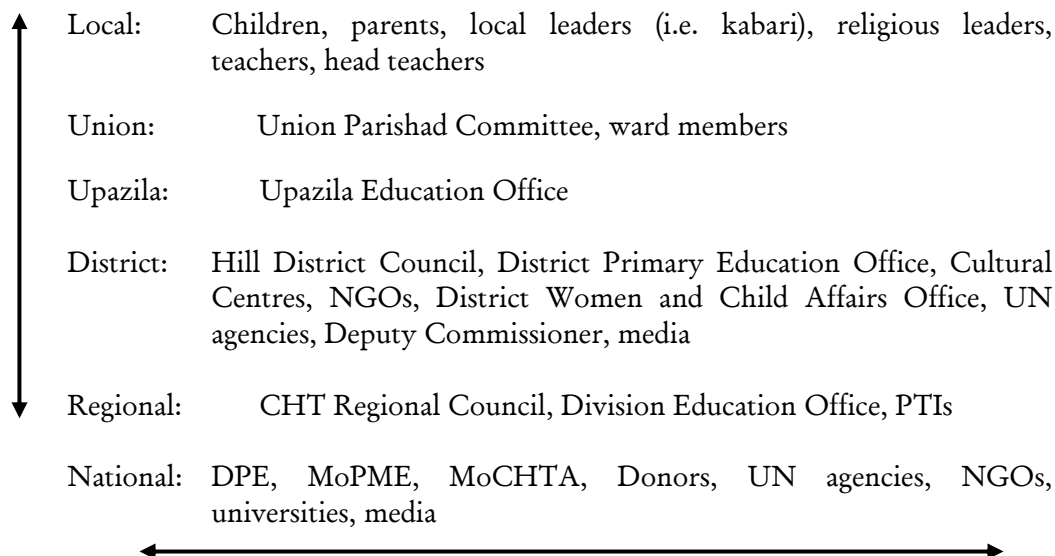 Local: Children, parents, local leaders (i.e. kabari), religious leaders,
teachers, head teachers
Union: Union Parishad Committee, ward members
Upazila: Upazila Education Office
District: Hill District Council, District Primary Education Office, Cultural
Centres, NGOs, District Women and Child Affairs Office, UN
agencies, Deputy Commissioner, media
Regional: CHT Regional Council, Division Education Office, PTIs
National: DPE, MoPME, MoCHTA, Donors, UN agencies, NGOs,
universities, media